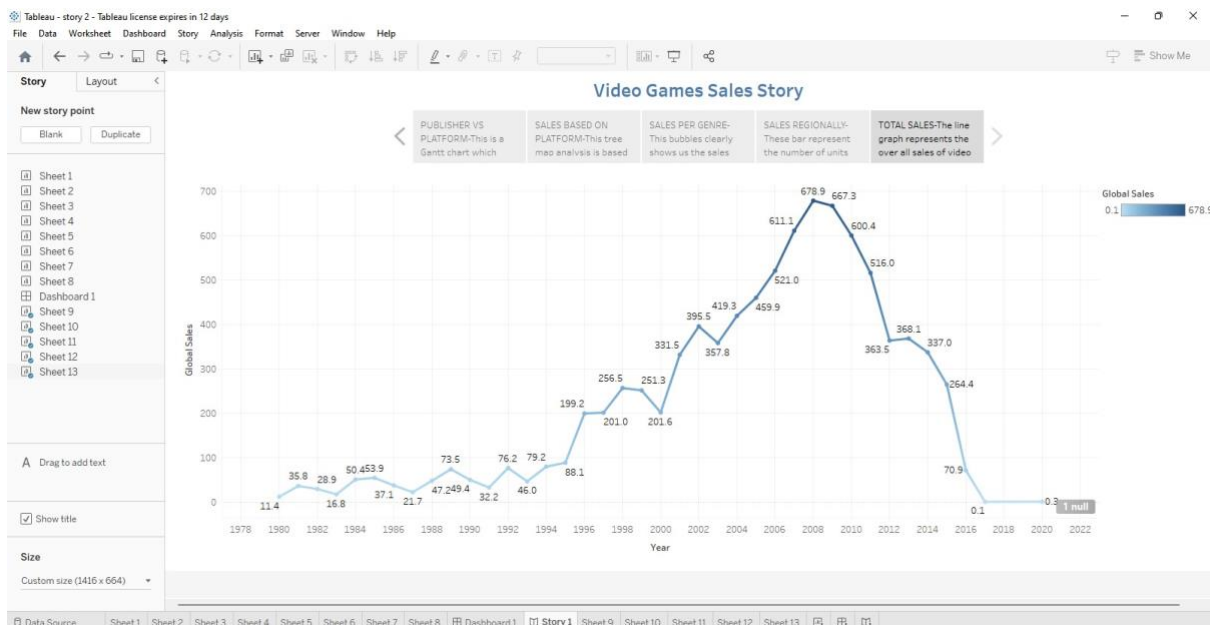 Tableau - story 2 - Tableau license expires in 12 days
File Data Worksheet Dashboard Story Analysis Format Server Window Help
Show Me
Story Layout
New story point
Blank Duplicate
Sheet 1
Sheet 2
Sheet 3
Sheet 4
Sheet 5
Sheet 6
Sheet 7
Sheet 8
Dashboard 1
Sheet 9
Sheet 10
Sheet 11
Sheet 12
Sheet 13
A Drag to add text
Show title
Size
Custom size (1416 x 664)
Video Games Sales Story
PUBLISHER VS
PLATFORM-This is a
Gantt chart which
SALES BASED ON
PLATFORM-This tree
map analysis is based
SALES PER GENRE-
This bubbles clearly
shows us the sales
SALES REGIONALLY-
These bar represent
the number of units
TOTAL SALES-The line
graph represents the
over all sales of video
Global Sales
0.1 678.9
Global Sales
700
600
500
400
300
200
100
0
11.4
35.8
28.9
16.8
50.4
53.9
37.1
21.7
47.2
73.5
49.4
32.2
76.2
46.0
79.2
88.1
199.2
201.0
256.5
251.3
201.6
331.5
395.5
357.8
419.3
459.9
521.0
611.1
678.9
667.3
600.4
516.0
363.5
368.1
337.0
264.4
70.9
0.1
0.3
1 null
1978 1980 1982 1984 1986 1988 1990 1992 1994 1996 1998 2000 2002 2004 2006 2008 2010 2012 2014 2016 2018 2020 2022
Year
Data Source Sheet 1 Sheet 2 Sheet 3 Sheet 4 Sheet 5 Sheet 6 Sheet 7 Sheet 8 Dashboard 1 Story 1 Sheet 9 Sheet 10 Sheet 11 Sheet 12 Sheet 13